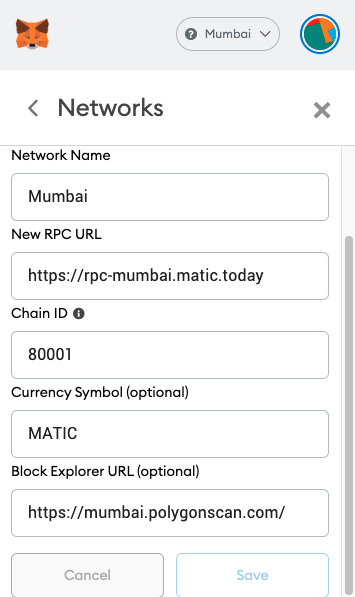 Mumbai
Networks
Network Name
Mumbai
New RPC URL
https://rpc-mumbai.matic.today
Chain ID
80001
Currency Symbol (optional)
MATIC
Block Explorer URL (optional)
https://mumbai.polygonscan.com/
Cancel
Save